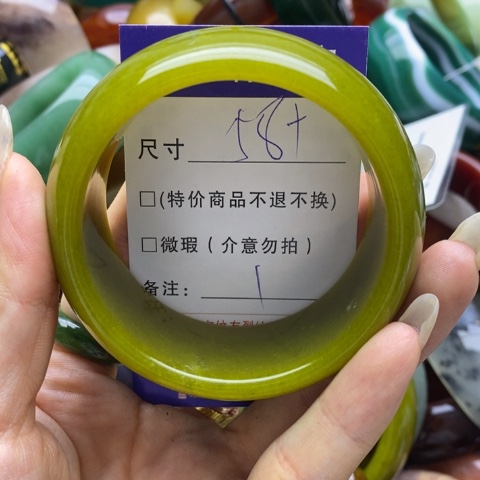 尺寸 58+
□(特价商品不退不换)
□微瑕(介意勿拍)
备注: 1